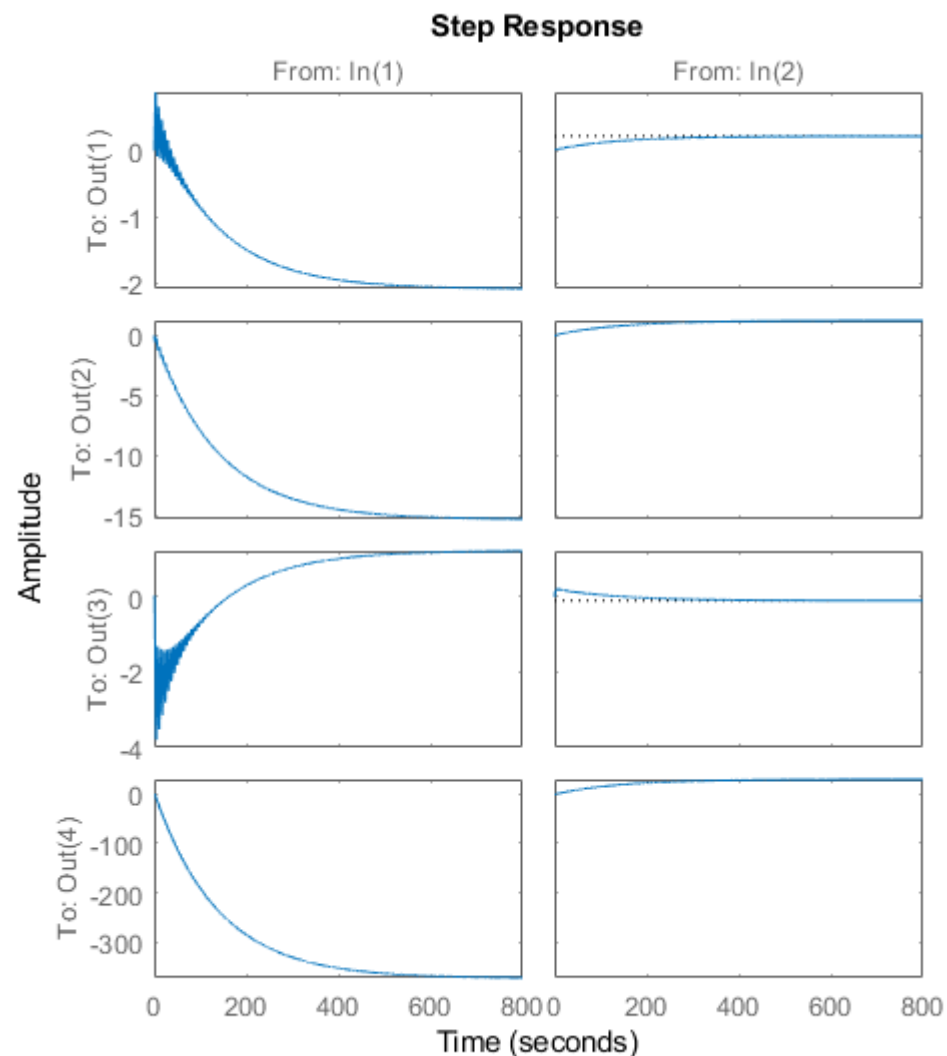 Step Response
From: In(1)
From: In(2)
To: Out(1)
0
-1
-2
To: Out(2)
0
-5
-10
-15
Amplitude
To: Out(3)
0
-2
-4
To: Out(4)
0
-100
-200
-300
0 200 400 600 800
0 200 400 600 800
Time (seconds)